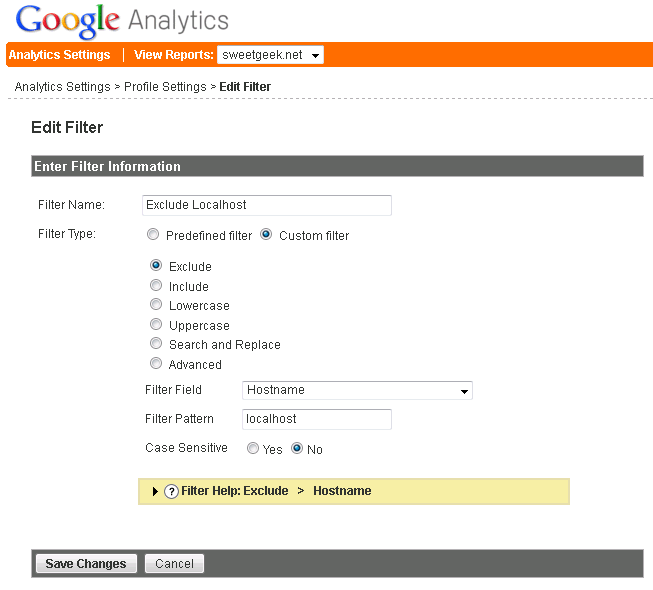 Google Analytics
Analytics Settings | View Reports: sweetgeek.net
Analytics Settings > Profile Settings > Edit Filter
Edit Filter
Enter Filter Information
Filter Name: Exclude Localhost
Filter Type: Predefined filter Custom filter
Exclude
Include
Lowercase
Uppercase
Search and Replace
Advanced
Filter Field Hostname
Filter Pattern localhost
Case Sensitive Yes No
? Filter Help: Exclude > Hostname
Save Changes Cancel